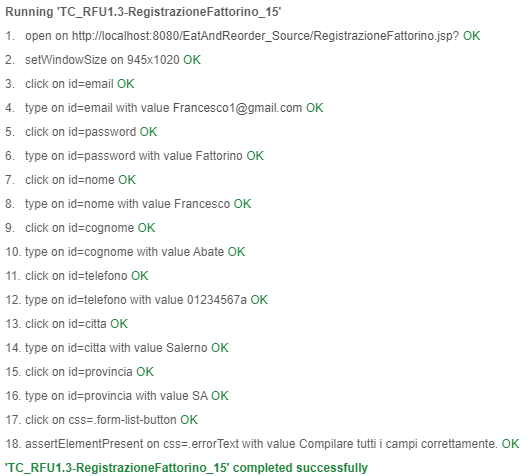 Running 'TC_RFU1.3-RegistrazioneFattorino_15'
1. open on http://localhost:8080/EatAndReorder_Source/RegistrazioneFattorino.jsp? OK
2. setWindowSize on 945x1020 OK
3. click on id=email OK
4. type on id=email with value Francesco1@gmail.com OK
5. click on id=password OK
6. type on id=password with value Fattorino OK
7. click on id=nome OK
8. type on id=nome with value Francesco OK
9. click on id=cognome OK
10. type on id=cognome with value Abate OK
11. click on id=telefono OK
12. type on id=telefono with value 01234567a OK
13. click on id=citta OK
14. type on id=citta with value Salerno OK
15. click on id=provincia OK
16. type on id=provincia with value SA OK
17. click on css=.form-list-button OK
18. assertElementPresent on css=.errorText with value Compilare tutti i campi correttamente. OK
'TC_RFU1.3-RegistrazioneFattorino_15' completed successfully